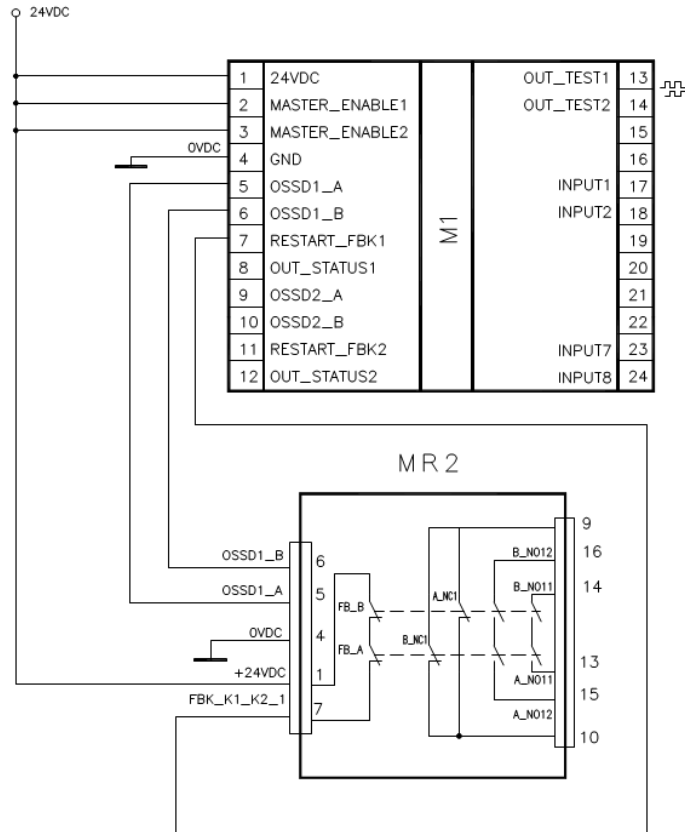 24VDC
1 24VDC OUT_TEST1 13
2 MASTER_ENABLE1 OUT_TEST2 14
3 MASTER_ENABLE2 15
0VDC 4 GND 16
5 OSSD1_A INPUT1 17
6 OSSD1_B INPUT2 18
7 RESTART_FBK1 19
8 OUT_STATUS1 20
9 OSSD2_A 21
10 OSSD2_B 22
11 RESTART_FBK2 INPUT7 23
12 OUT_STATUS2 INPUT8 24
M1
MR2
9
OSSD1_B 6 B_NO12 16
OSSD1_A 5 A_NC1 B_NO11 14
FB_B
0VDC 4 FB_A B_NC1
+24VDC 1 13
A_NO11
FBK_K1_K2_1 7 15
A_NO12
10